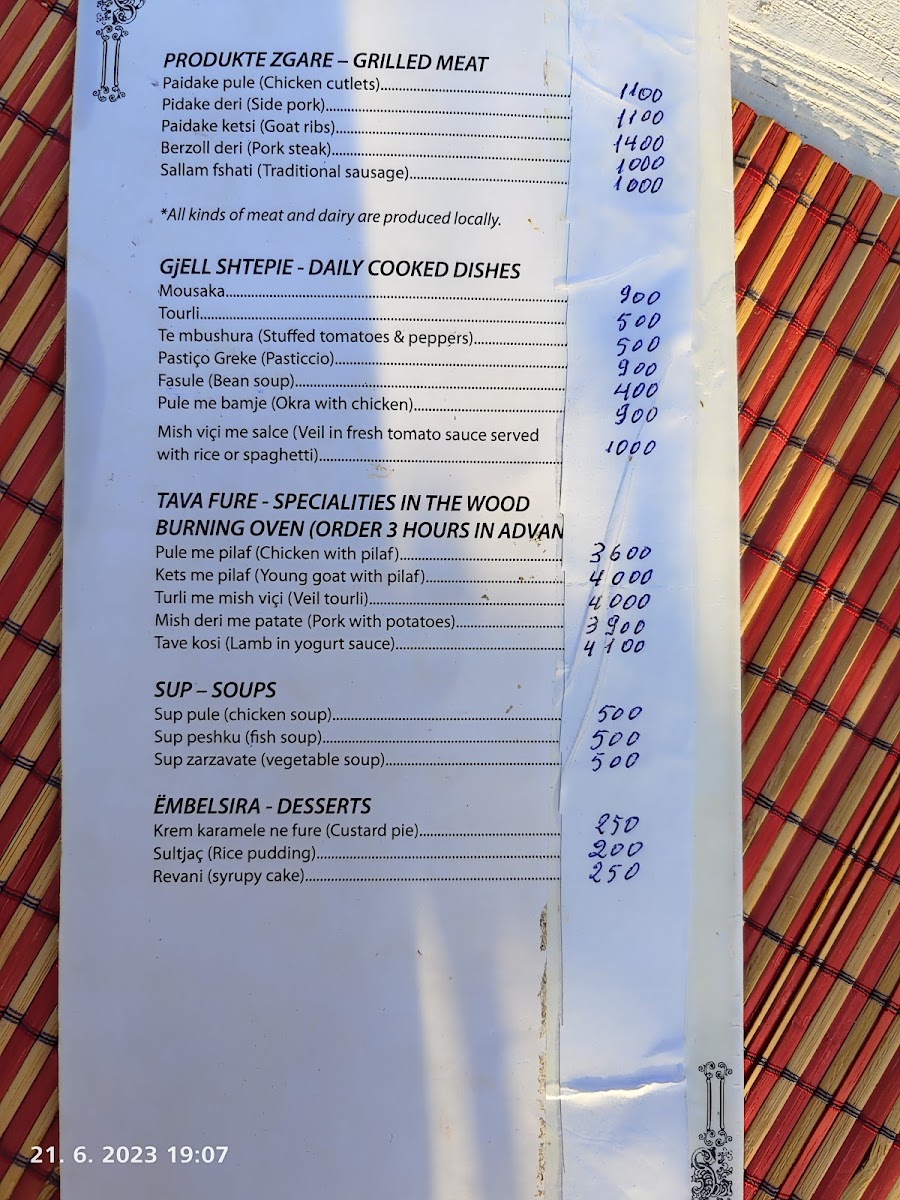 PRODUKTE ZGARE – GRILLED MEAT
Paidake pule (Chicken cutlets)........ 1100
Pidake deri (Side pork)........ 1100
Paidake ketsi (Goat ribs)........ 1400
Berzoll deri (Pork steak)........ 1000
Sallam fshati (Traditional sausage)........ 1000
*All kinds of meat and dairy are produced locally.
GjELL SHTEPIE - DAILY COOKED DISHES
Mousaka........ 900
Tourli........ 500
Te mbushura (Stuffed tomatoes & peppers)........ 500
Pastiço Greke (Pasticcio)........ 900
Fasule (Bean soup)........ 400
Pule me bamje (Okra with chicken)........ 900
Mish viçi me salce (Veil in fresh tomato sauce served
with rice or spaghetti)........ 1000
TAVA FURE - SPECIALITIES IN THE WOOD
BURNING OVEN (ORDER 3 HOURS IN ADVAN
Pule me pilaf (Chicken with pilaf)........ 3600
Kets me pilaf (Young goat with pilaf)........ 4000
Turli me mish viçi (Veil tourli)........ 4000
Mish deri me patate (Pork with potatoes)........ 3900
Tave kosi (Lamb in yogurt sauce)........ 4100
SUP – SOUPS
Sup pule (chicken soup)........ 500
Sup peshku (fish soup)........ 500
Sup zarzavate (vegetable soup)........ 500
ËMBELSIRA - DESSERTS
Krem karamele ne fure (Custard pie)........ 250
Sultjaç (Rice pudding)........ 200
Revani (syrupy cake)........ 250
21. 6. 2023 19:07